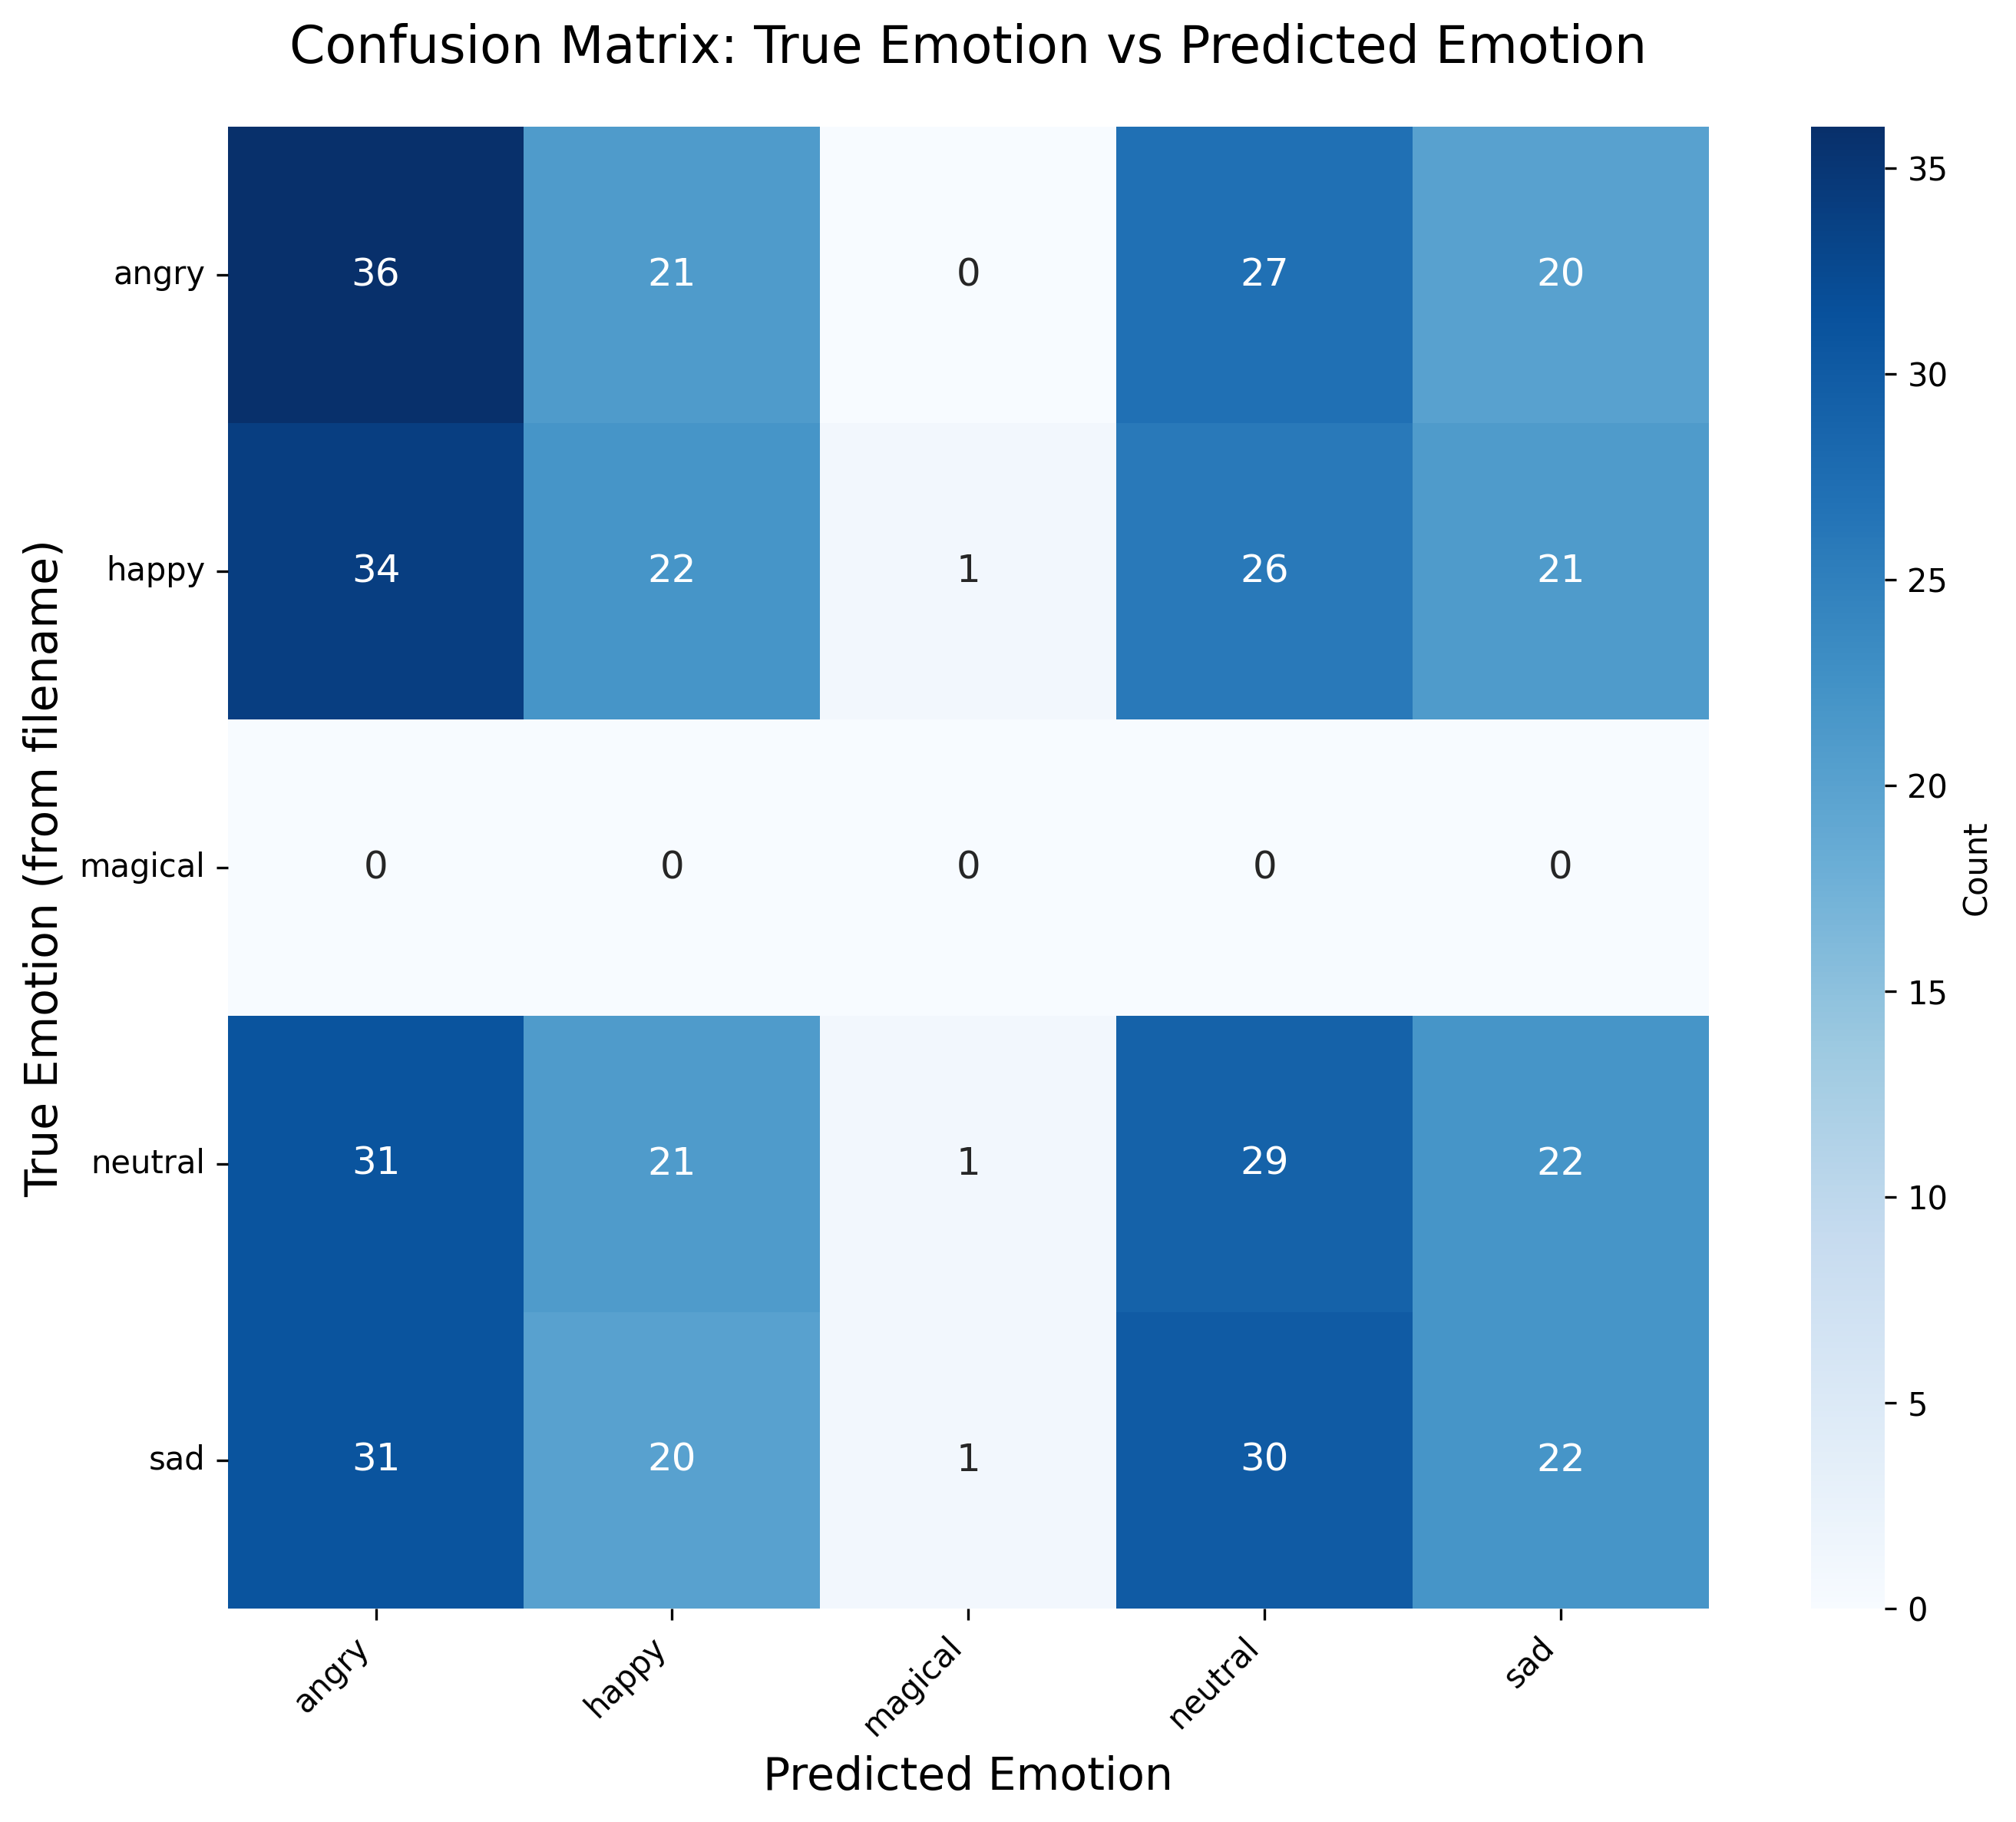 Confusion Matrix: True Emotion vs Predicted Emotion
True Emotion (from filename)
angry 36 21 0 27 20
happy 34 22 1 26 21
magical 0 0 0 0 0
neutral 31 21 1 29 22
sad 31 20 1 30 22
angry happy magical neutral sad
Predicted Emotion
35
30
25
20
15
10
5
0
Count